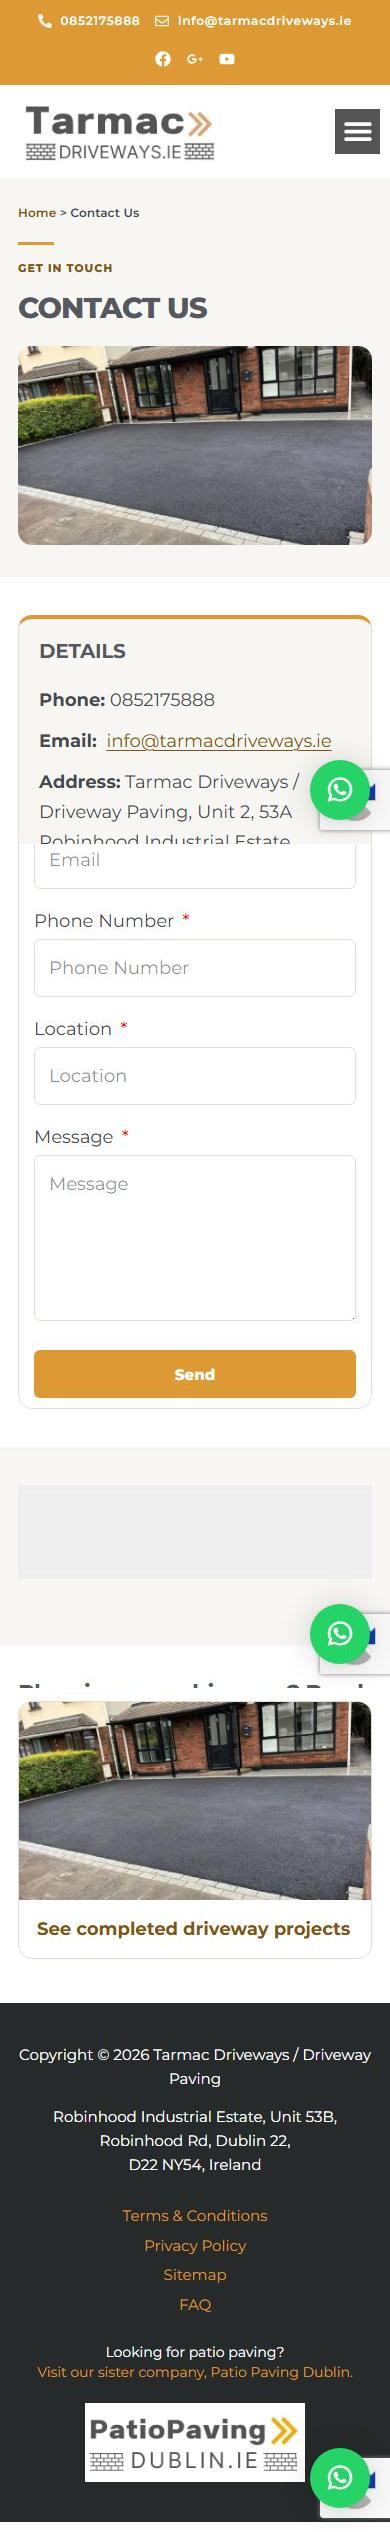 0852175888 info@tarmacdriveways.ie
Tarmac
DRIVEWAYS.IE
Home > Contact Us
GET IN TOUCH
CONTACT US
DETAILS
Phone: 0852175888
Email: info@tarmacdriveways.ie
Address: Tarmac Driveways /
Driveway Paving, Unit 2, 53A
Robinhood Industrial Estate
Email
Phone Number *
Phone Number
Location *
Location
Message *
Message
Send
See completed driveway projects
Copyright © 2026 Tarmac Driveways / Driveway
Paving
Robinhood Industrial Estate, Unit 53B,
Robinhood Rd, Dublin 22,
D22 NY54, Ireland
Terms & Conditions
Privacy Policy
Sitemap
FAQ
Looking for patio paving?
Visit our sister company, Patio Paving Dublin.
PatioPaving
DUBLIN.IE